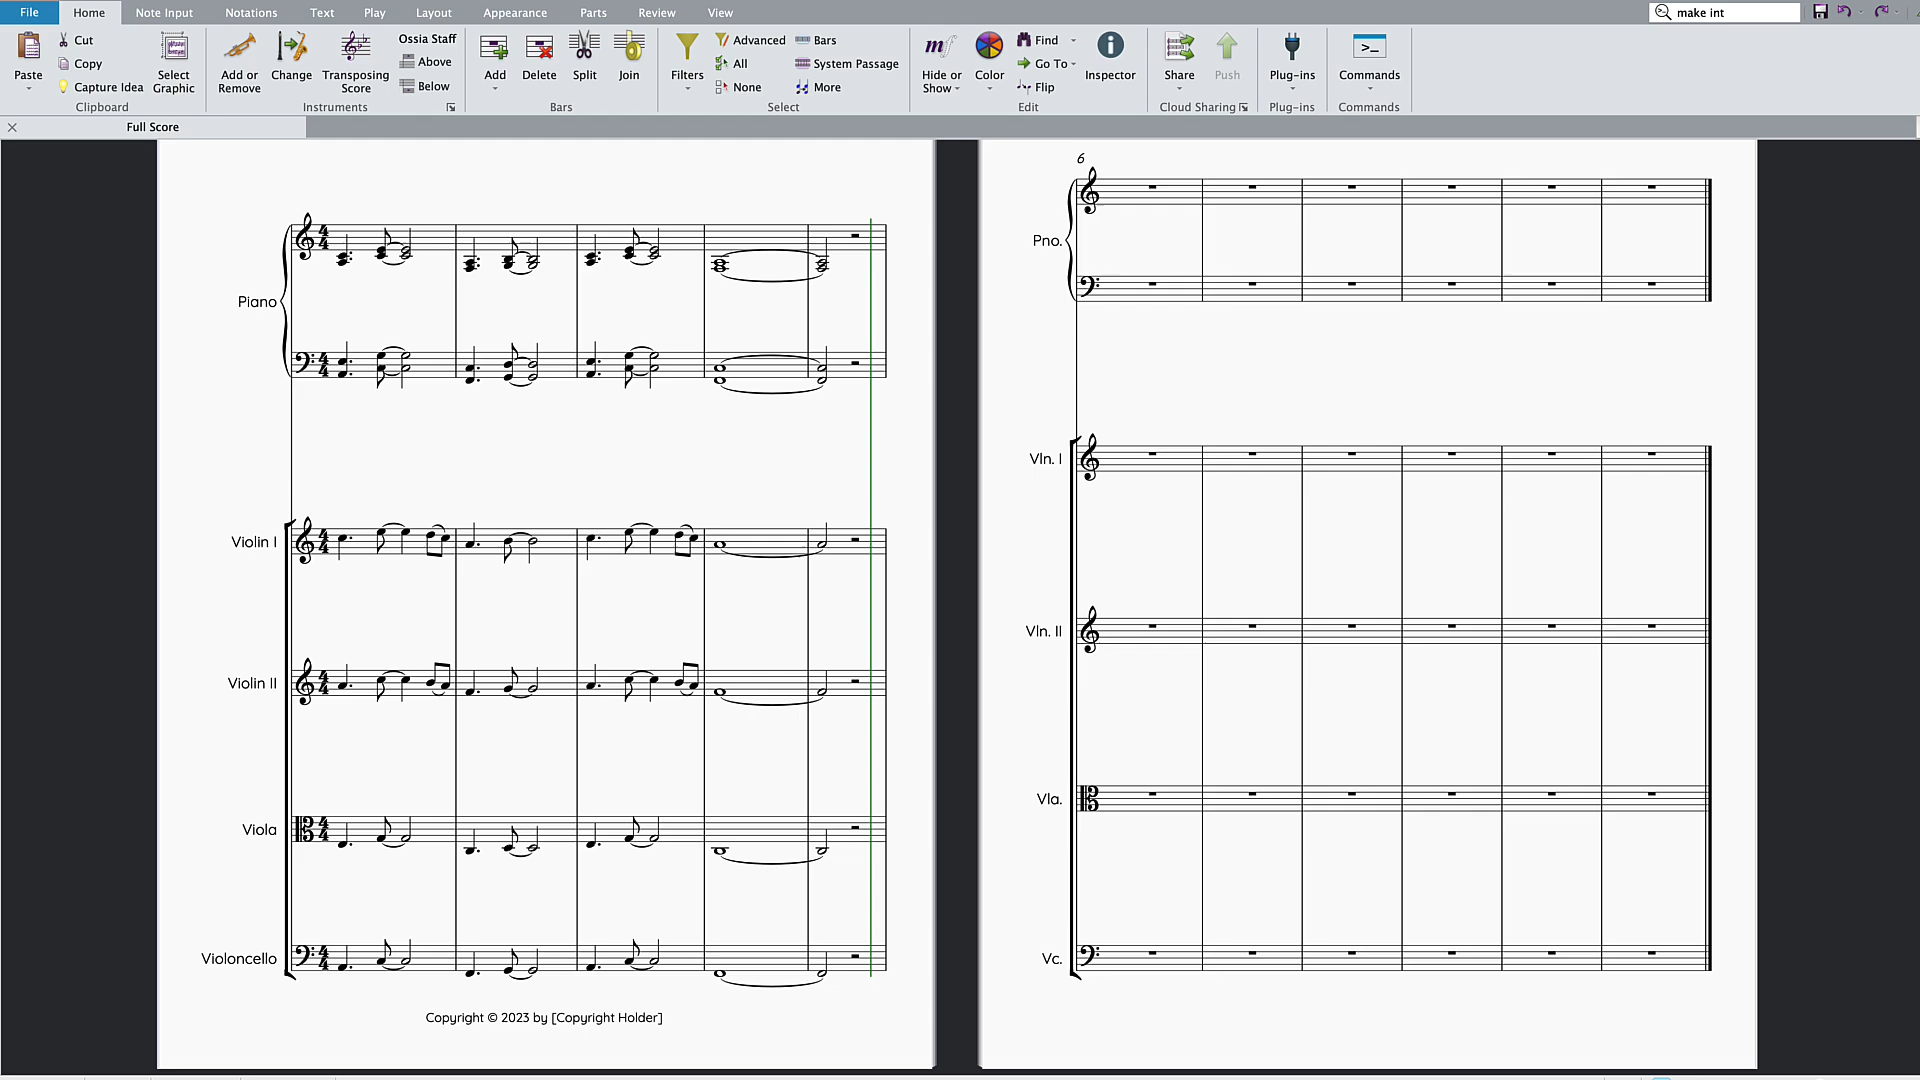 File Home Note Input Notations Text Play Layout Appearance Parts Review View make int
Paste
Cut
Copy
Capture Idea
Select Graphic
Clipboard
Add or Remove
Change
Transposing Score
Ossia Staff
Above
Below
Instruments
Add
Delete
Split
Join
Bars
Filters
Advanced
All
None
Bars
System Passage
More
Select
Hide or Show
Color
Find
Go To
Flip
Inspector
Edit
Share
Push
Cloud Sharing
Plug-ins
Plug-ins
Commands
Commands
Full Score
Piano
Violin I
Violin II
Viola
Violoncello
Copyright © 2023 by [Copyright Holder]
6
Pno.
Vln. I
Vln. II
Vla.
Vc.